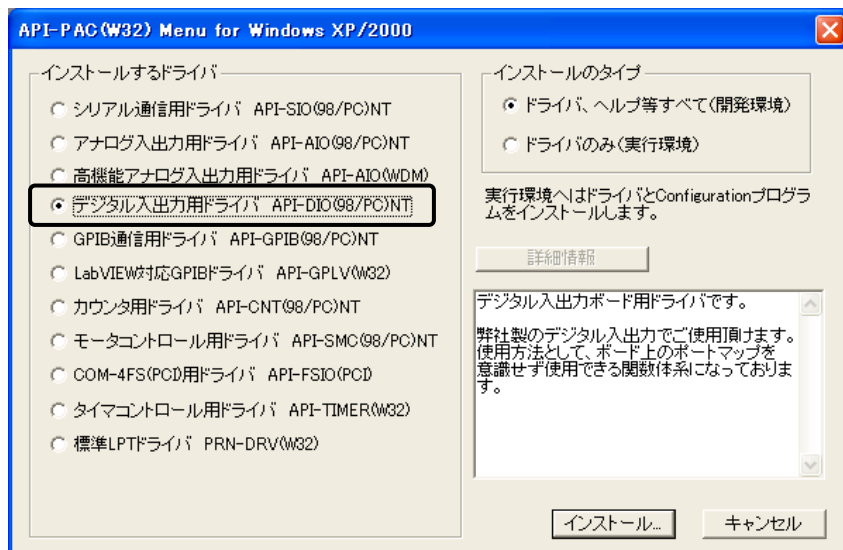 API-PAC(W32) Menu for Windows XP/2000
インストールするドライバ
シリアル通信用ドライバ API-SIO(98/PC)NT
アナログ入出力用ドライバ API-AIO(98/PC)NT
高機能アナログ入出力用ドライバ API-AIO(WDM)
デジタル入出力用ドライバ API-DIO(98/PC)NT
GPIB通信用ドライバ API-GPIB(98/PC)NT
LabVIEW対応GPIBドライバ API-GPLV(W32)
カウンタ用ドライバ API-CNT(98/PC)NT
モータコントロール用ドライバ API-SMC(98/PC)NT
COM-4FS(PCI)用ドライバ API-FSIO(PCI)
タイマコントロール用ドライバ API-TIMER(W32)
標準LPTドライバ PRN-DRV(W32)
インストールのタイプ
ドライバ、ヘルプ等すべて(開発環境)
ドライバのみ(実行環境)
実行環境へはドライバとConfigurationプログラ
ムをインストールします。
詳細情報
デジタル入出力ボード用ドライバです。
弊社製のデジタル入出力でご使用頂けます。
使用方法として、ボード上のポートマップを
意識せず使用できる関数体系になっておりま
す。
インストール...
キャンセル